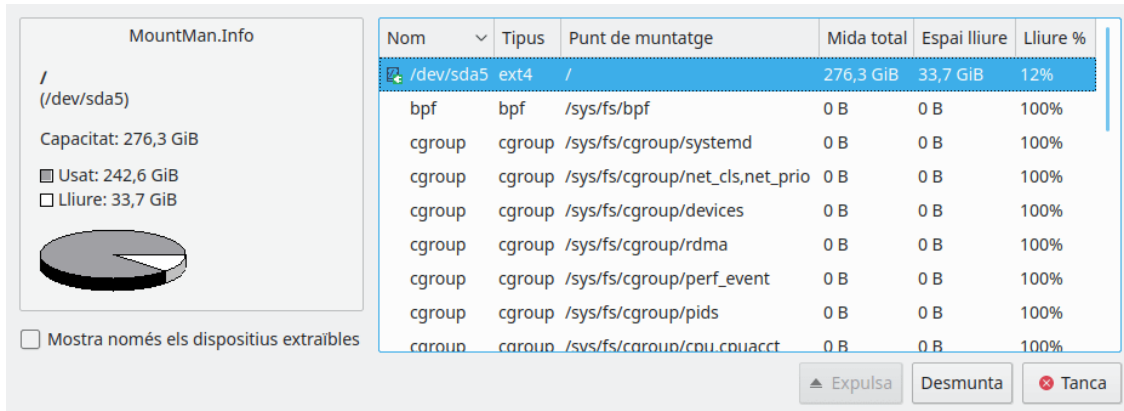 MountMan.Info
/
(/dev/sda5)
Capacitat: 276,3 GiB
Usat: 242,6 GiB
Lliure: 33,7 GiB
Mostra només els dispositius extraïbles
Nom Tipus Punt de muntatge Mida total Espai lliure Lliure %
/dev/sda5 ext4 / 276,3 GiB 33,7 GiB 12%
bpf bpf /sys/fs/bpf 0 B 0 B 100%
cgroup cgroup /sys/fs/cgroup/systemd 0 B 0 B 100%
cgroup cgroup /sys/fs/cgroup/net_cls,net_prio 0 B 0 B 100%
cgroup cgroup /sys/fs/cgroup/devices 0 B 0 B 100%
cgroup cgroup /sys/fs/cgroup/rdma 0 B 0 B 100%
cgroup cgroup /sys/fs/cgroup/perf_event 0 B 0 B 100%
cgroup cgroup /sys/fs/cgroup/pids 0 B 0 B 100%
cgroup cgroup /sys/fs/cgroup/cpu,cpuacct 0 B 0 B 100%
Expulsa Desmunta Tanca